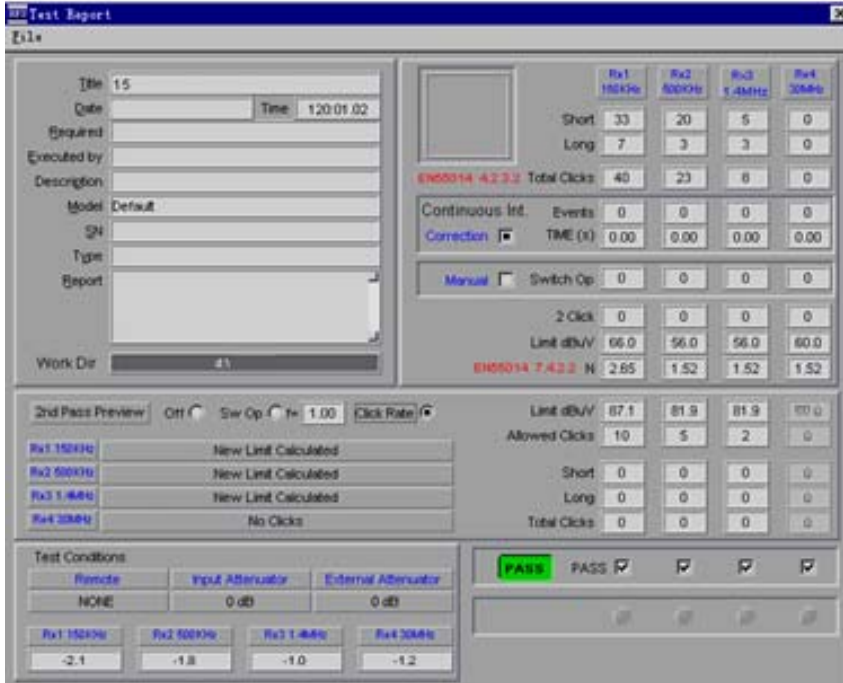 Test Report
File
Title 15
Date Time 120:01.02
Required
Executed by
Description
Model Default
SN
Type
Report
Work Dir
Rx1 150KHz Rx2 500KHz Rx3 1.4MHz Rx4 30MHz
Short 33 20 5 0
Long 7 3 3 0
EN55014 4.2.3.2 Total Clicks 40 23 8 0
Continuous Int. Events 0 0 0 0
Correction TIME (s) 0.00 0.00 0.00 0.00
Manual Switch Op 0 0 0 0
2 Click 0 0 0 0
Limit dBuV 66.0 56.0 56.0 60.0
EN55014 7.4.2.2 N 2.65 1.52 1.52 1.52
2nd Pass Preview Off Sw Op f= 1.00 Click Rate
Rx1 150KHz New Limit Calculated
Rx2 500KHz New Limit Calculated
Rx3 1.4MHz New Limit Calculated
Rx4 30MHz No Clicks
Limit dBuV 87.1 81.9 81.9
Allowed Clicks 10 5 2 0
Short 0 0 0 0
Long 0 0 0 0
Total Clicks 0 0 0 0
Test Conditions
Remote Input Attenuator External Attenuator
NONE 0 dB 0 dB
Rx1 150KHz Rx2 500KHz Rx3 1.4MHz Rx4 30MHz
-2.1 -1.8 -1.0 -1.2
PASS PASS